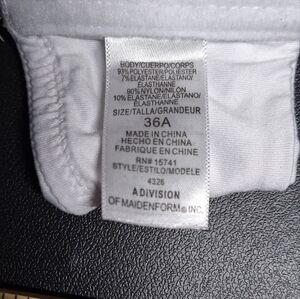 BODY/CUERPO/CORPS
93% POLYESTER/POLIESTER
7% ELASTANE/ELASTANO/
ELASTHANNE
90% NYLON/NILON
10% ELASTANE/ELASTANO/
ELASTHANNE
SIZE/TALLA/GRANDEUR
36A
MADE IN CHINA
HECHO EN CHINA
FABRIQUE EN CHINE
RN# 15741
STYLE/ESTILO/MODELE
4326
A DIVISION
OF MAIDENFORM® INC.